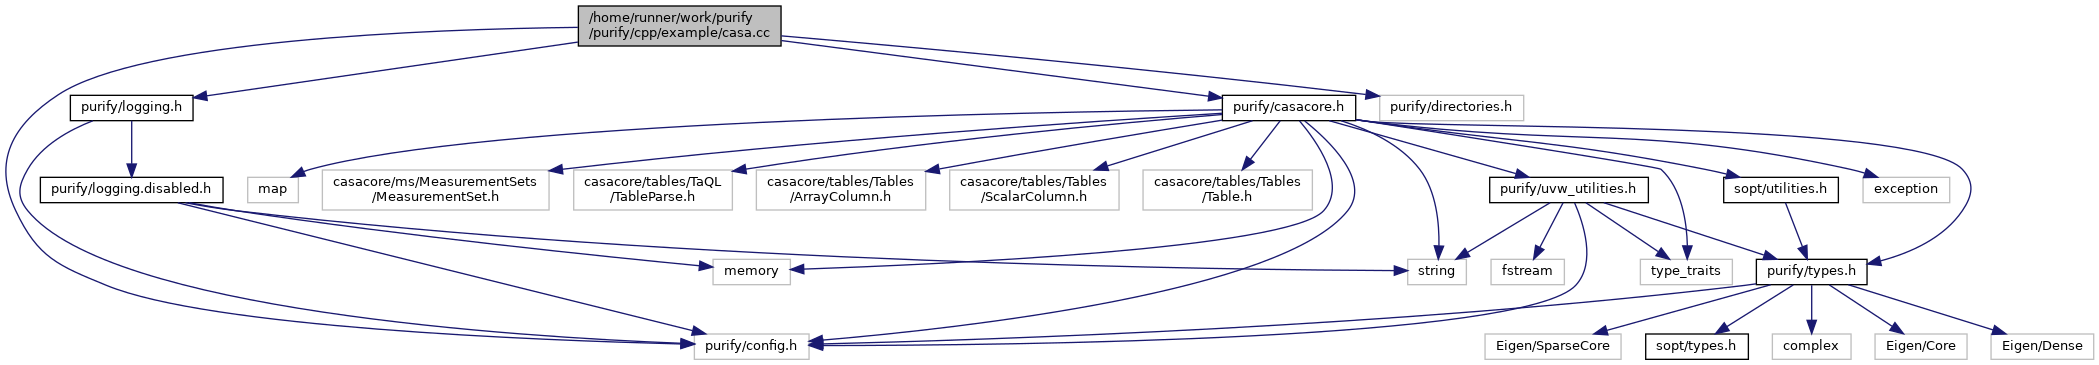 /home/runner/work/purify
/purify/cpp/example/casa.cc
purify/logging.h
purify/casacore.h
purify/directories.h
purify/logging.disabled.h
map
casacore/ms/MeasurementSets
/MeasurementSet.h
casacore/tables/TaQL
/TableParse.h
casacore/tables/Tables
/ArrayColumn.h
casacore/tables/Tables
/ScalarColumn.h
casacore/tables/Tables
/Table.h
purify/uvw_utilities.h
sopt/utilities.h
exception
memory
string
fstream
type_traits
purify/types.h
purify/config.h
Eigen/SparseCore
sopt/types.h
complex
Eigen/Core
Eigen/Dense